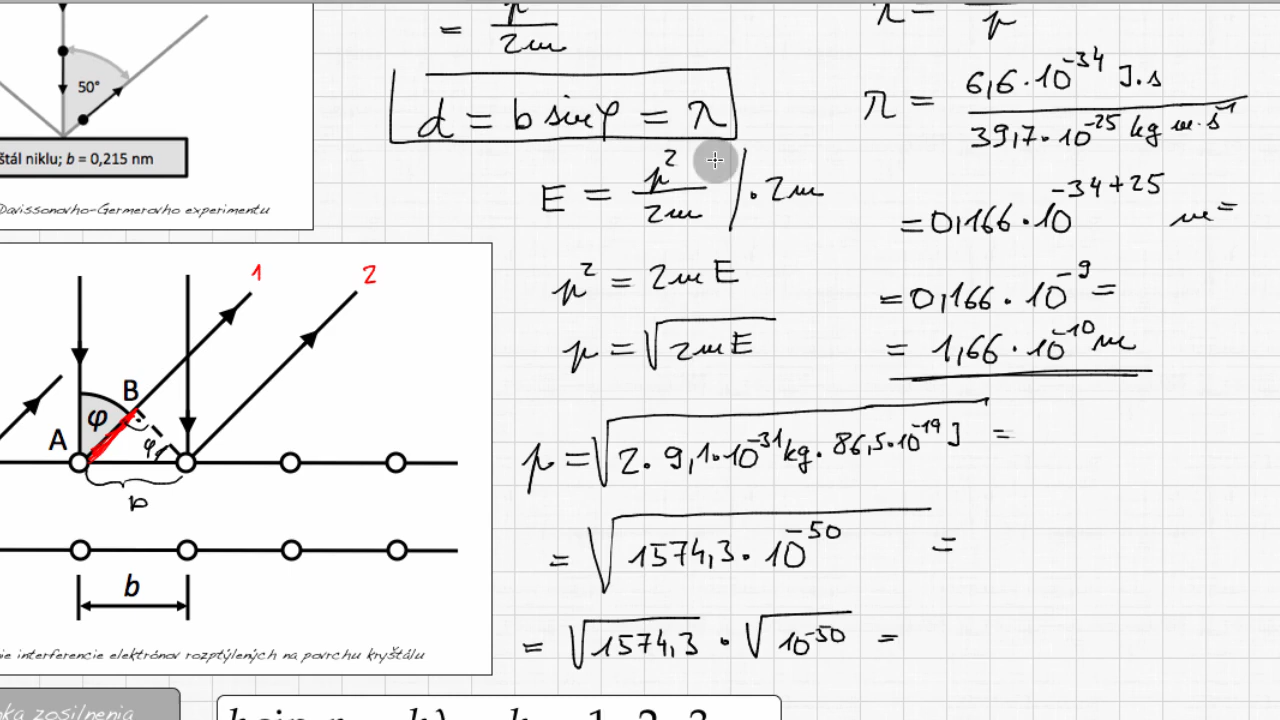 50°
štál niklu; b = 0,215 nm
Davissonovho-Germerovho experimentu
1
2
B
φ
A
φ
b
b
ie interferencie elektrónov rozptýlených na povrchu kryštálu
oka zosilnenia
= p / 2m
d = b sin φ = λ
E = p² / 2m / · 2m
p² = 2mE
p = √2mE
p = √2 · 9,1 · 10⁻³¹ kg · 86,5 · 10⁻¹⁹ J =
= √1574,3 · 10⁻⁵⁰ =
= √1574,3 · √10⁻⁵⁰ =
λ = 6,6 · 10⁻³⁴ J.s / 39,7 · 10⁻²⁵ kg m · s⁻¹
= 0,166 · 10⁻³⁴⁺²⁵ m =
= 0,166 · 10⁻⁹ =
= 1,66 · 10⁻¹⁰ m